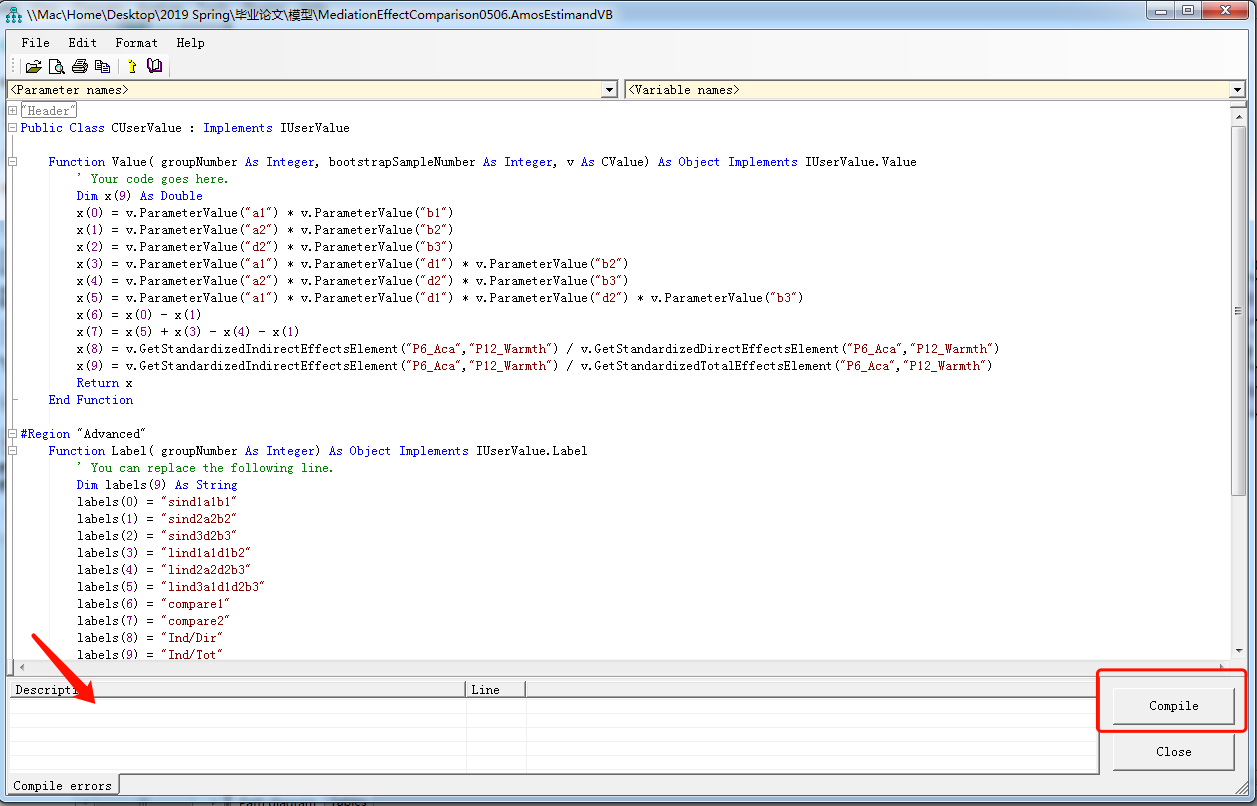 \\Mac\Home\Desktop\2019 Spring\毕业论文\模型\MediationEffectComparison0506.AmosEstimandVB
File Edit Format Help
<Parameter names> <Variable names>
"Header"
Public Class CUserValue : Implements IUserValue
Function Value( groupNumber As Integer, bootstrapSampleNumber As Integer, v As CValue) As Object Implements IUserValue.Value
' Your code goes here.
Dim x(9) As Double
x(0) = v.ParameterValue("a1") * v.ParameterValue("b1")
x(1) = v.ParameterValue("a2") * v.ParameterValue("b2")
x(2) = v.ParameterValue("d2") * v.ParameterValue("b3")
x(3) = v.ParameterValue("a1") * v.ParameterValue("d1") * v.ParameterValue("b2")
x(4) = v.ParameterValue("a2") * v.ParameterValue("d2") * v.ParameterValue("b3")
x(5) = v.ParameterValue("a1") * v.ParameterValue("d1") * v.ParameterValue("d2") * v.ParameterValue("b3")
x(6) = x(0) - x(1)
x(7) = x(5) + x(3) - x(4) - x(1)
x(8) = v.GetStandardizedIndirectEffectsElement("P6_Aca","P12_Warmth") / v.GetStandardizedDirectEffectsElement("P6_Aca","P12_Warmth")
x(9) = v.GetStandardizedIndirectEffectsElement("P6_Aca","P12_Warmth") / v.GetStandardizedTotalEffectsElement("P6_Aca","P12_Warmth")
Return x
End Function
#Region "Advanced"
Function Label( groupNumber As Integer) As Object Implements IUserValue.Label
' You can replace the following line.
Dim labels(9) As String
labels(0) = "sind1a1b1"
labels(1) = "sind2a2b2"
labels(2) = "sind3d2b3"
labels(3) = "lind1a1d1b2"
labels(4) = "lind2a2d2b3"
labels(5) = "lind3a1d1d2b3"
labels(6) = "compare1"
labels(7) = "compare2"
labels(8) = "Ind/Dir"
labels(9) = "Ind/Tot"
Descripti Line
Compile
Close
Compile errors